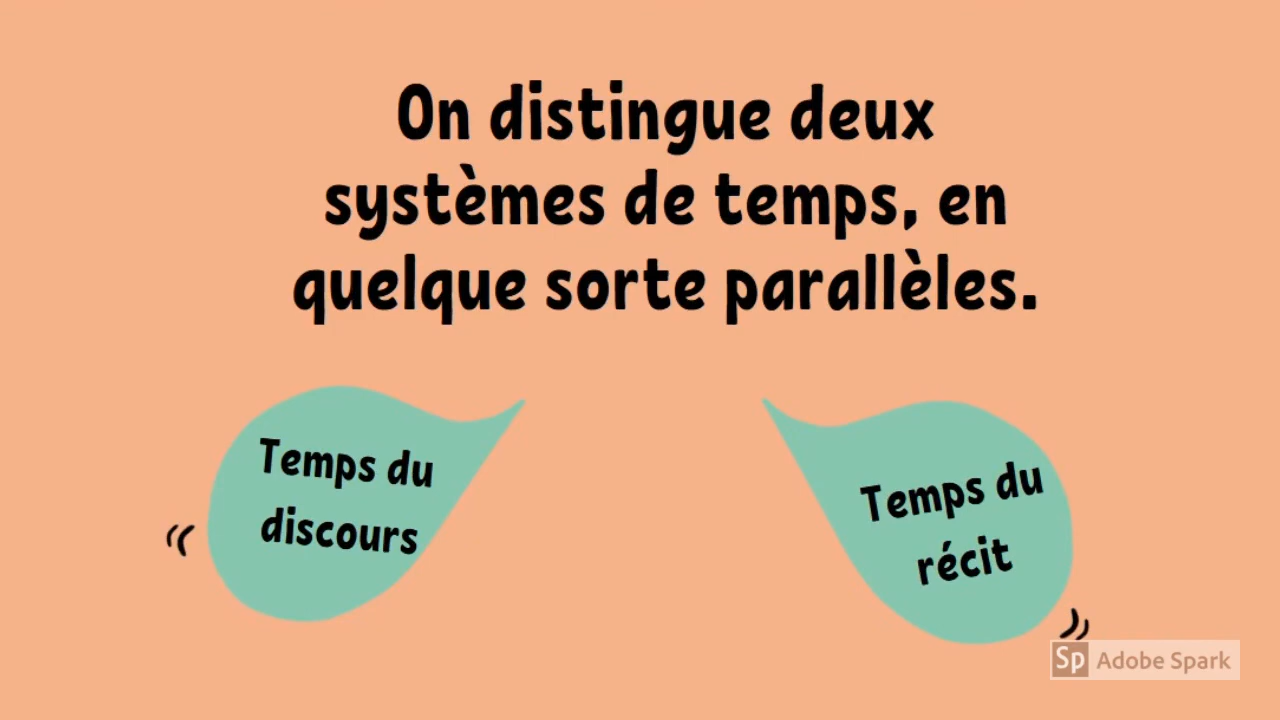 On distingue deux
systèmes de temps, en
quelque sorte parallèles.
Temps du
discours
Temps du
récit
Sp Adobe Spark